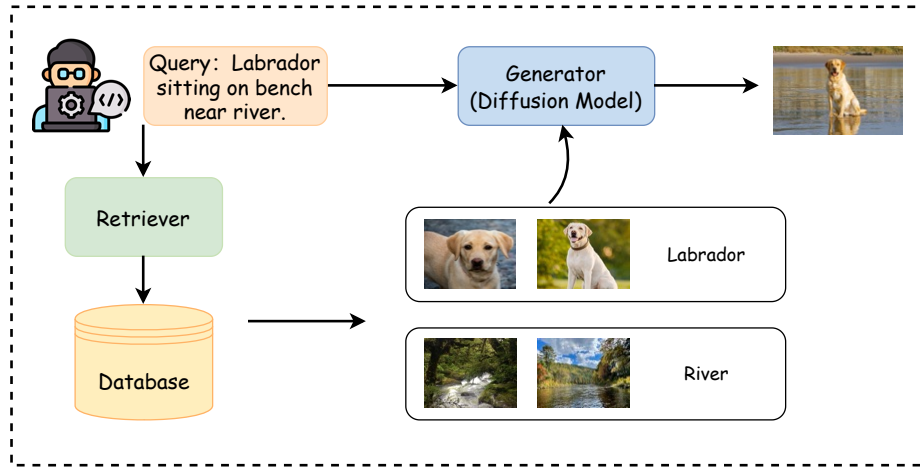 Query: Labrador
sitting on bench
near river.
Generator
(Diffusion Model)
</>
Retriever
Labrador
Database
River